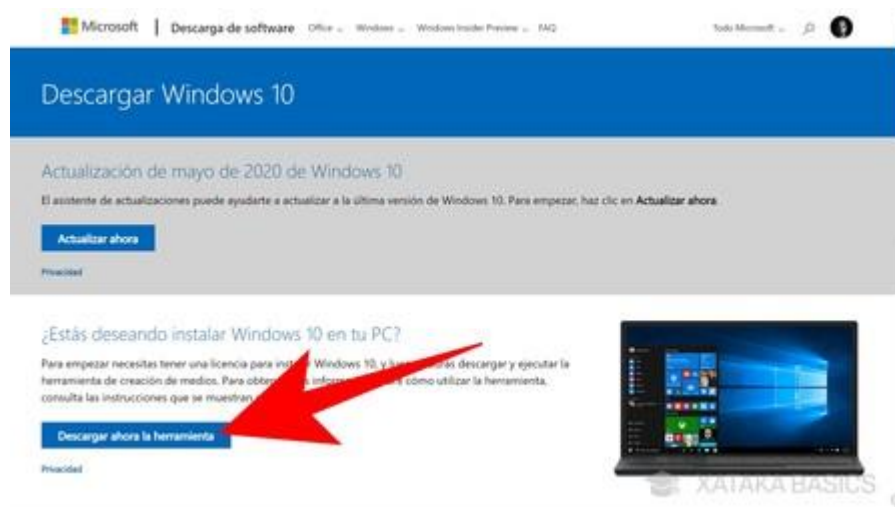 Microsoft | Descarga de software Office Windows Windows Insider Preview FAQ Todo Microsoft
Descargar Windows 10
Actualización de mayo de 2020 de Windows 10
El asistente de actualizaciones puede ayudarte a actualizar a la última versión de Windows 10. Para empezar, haz clic en Actualizar ahora.
Actualizar ahora
Privacidad
¿Estás deseando instalar Windows 10 en tu PC?
Para empezar necesitas tener una licencia para Windows 10, y descargar y ejecutar la
herramienta de creación de medios. Para cómo utilizar la herramienta,
consulta las instrucciones que se muestran
Descargar ahora la herramienta
Privacidad
XATAKA BASICS